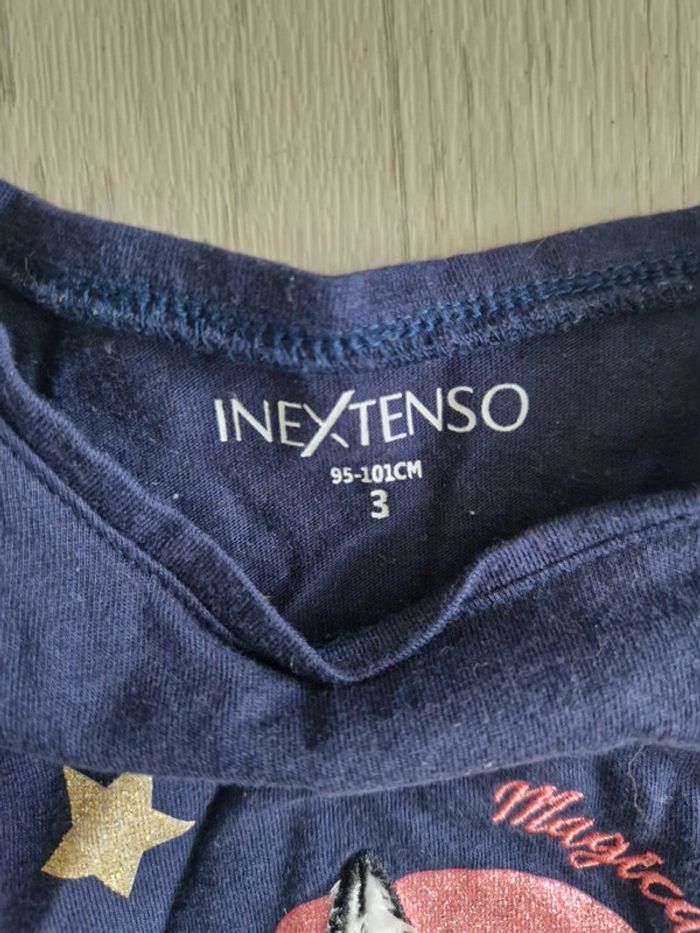 INEXTENSO
95-101CM
3